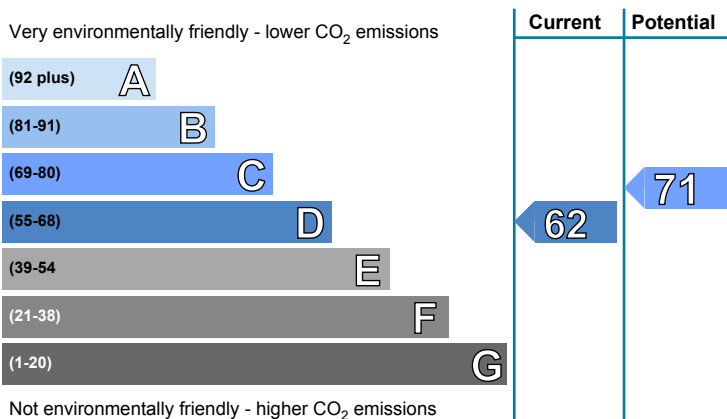 Current Potential
Very environmentally friendly - lower CO2 emissions
(92 plus) A
(81-91) B
(69-80) C
71
(55-68) D
62
(39-54 E
(21-38) F
(1-20) G
Not environmentally friendly - higher CO2 emissions